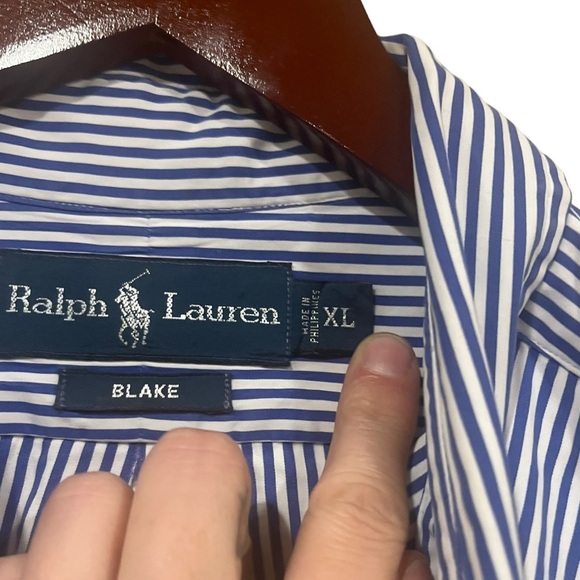 Ralph Lauren
MADE IN
PHILIPPINES
XL
BLAKE